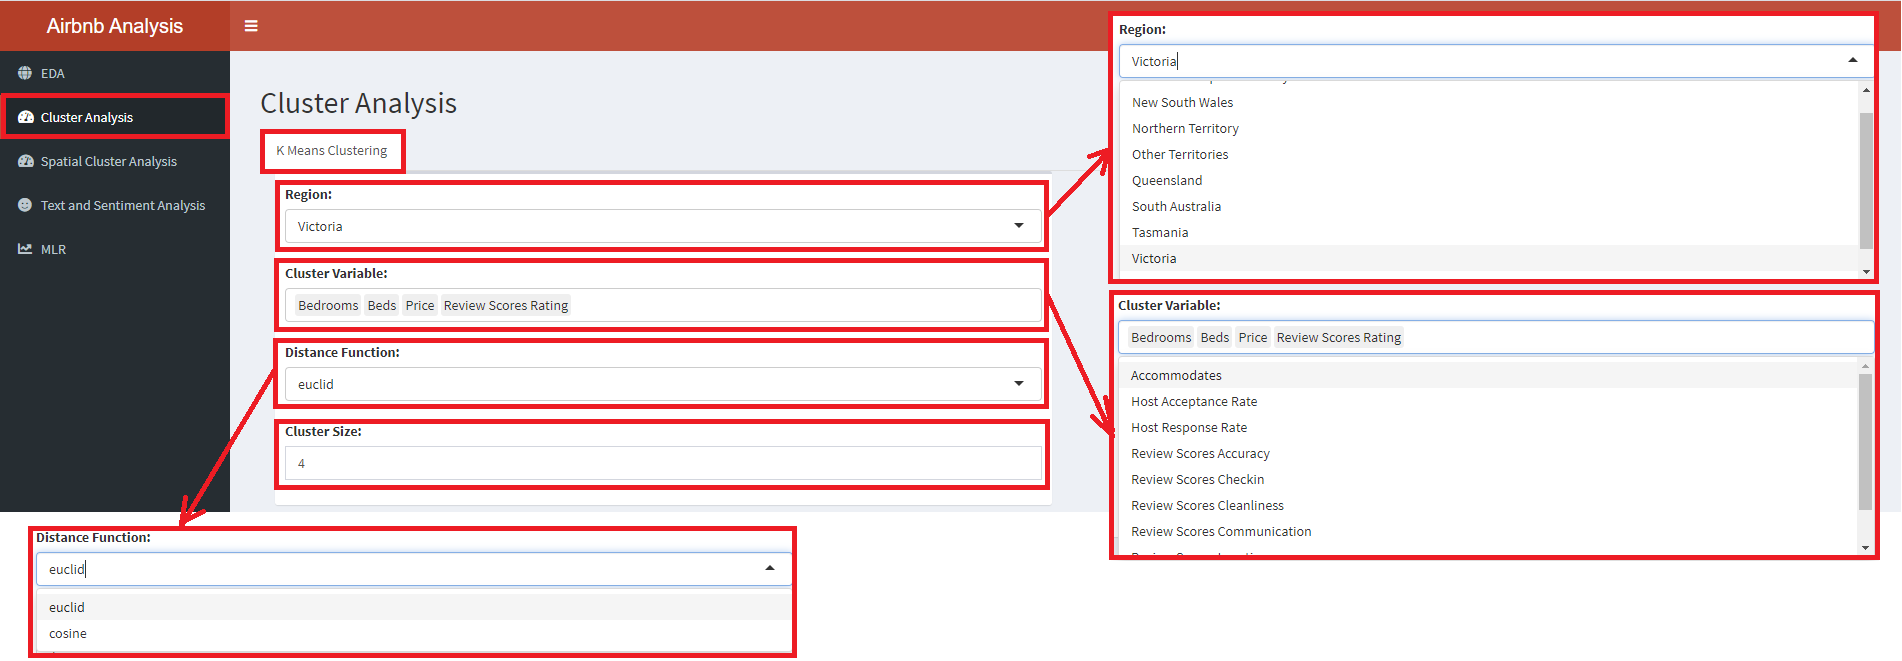 Airbnb Analysis
EDA
Cluster Analysis
Spatial Cluster Analysis
Text and Sentiment Analysis
MLR
Cluster Analysis
K Means Clustering
Region:
Victoria
Cluster Variable:
Bedrooms Beds Price Review Scores Rating
Distance Function:
euclid
Cluster Size:
4
Region:
Victoria
New South Wales
Northern Territory
Other Territories
Queensland
South Australia
Tasmania
Victoria
Cluster Variable:
Bedrooms Beds Price Review Scores Rating
Accommodates
Host Acceptance Rate
Host Response Rate
Review Scores Accuracy
Review Scores Checkin
Review Scores Cleanliness
Review Scores Communication
Distance Function:
euclid
euclid
cosine